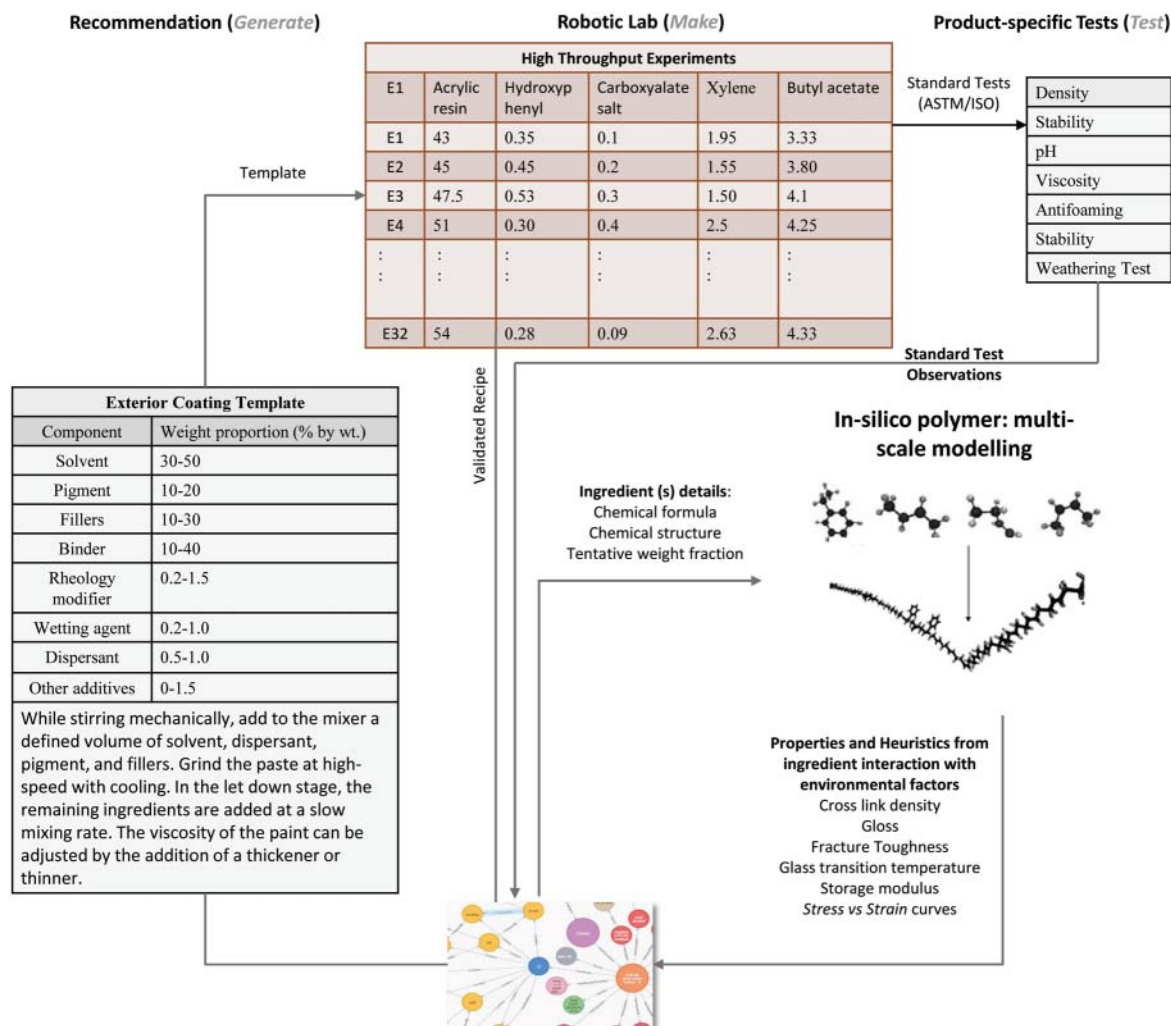 Recommendation (Generate)
Robotic Lab (Make)
Product-specific Tests (Test)
High Throughput Experiments
E1 Acrylic resin Hydroxyp henyl Carboxyalate salt Xylene Butyl acetate
E1 43 0.35 0.1 1.95 3.33
E2 45 0.45 0.2 1.55 3.80
E3 47.5 0.53 0.3 1.50 4.1
E4 51 0.30 0.4 2.5 4.25
: : : : : :
: : : : : :
E32 54 0.28 0.09 2.63 4.33
Standard Tests
(ASTM/ISO)
Density
Stability
pH
Viscosity
Antifoaming
Stability
Weathering Test
Template
Validated Recipe
Standard Test
Observations
Exterior Coating Template
Component Weight proportion (% by wt.)
Solvent 30-50
Pigment 10-20
Fillers 10-30
Binder 10-40
Rheology modifier 0.2-1.5
Wetting agent 0.2-1.0
Dispersant 0.5-1.0
Other additives 0-1.5
While stirring mechanically, add to the mixer a
defined volume of solvent, dispersant,
pigment, and fillers. Grind the paste at high-
speed with cooling. In the let down stage, the
remaining ingredients are added at a slow
mixing rate. The viscosity of the paint can be
adjusted by the addition of a thickener or
thinner.
In-silico polymer: multi-
scale modelling
Ingredient (s) details:
Chemical formula
Chemical structure
Tentative weight fraction
Properties and Heuristics from
ingredient interaction with
environmental factors
Cross link density
Gloss
Fracture Toughness
Glass transition temperature
Storage modulus
Stress vs Strain curves